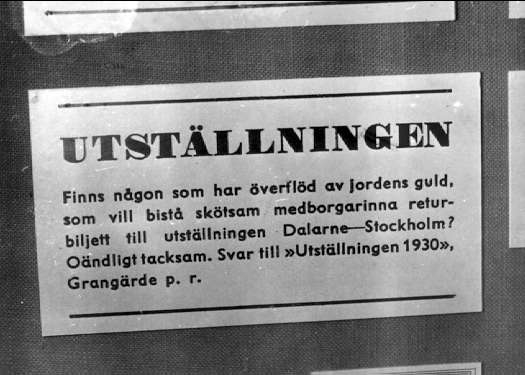 UTSTÄLLNINGEN
Finns någon som har överflöd av jordens guld,
som vill bistå skötsam medborgarinna retur-
biljett till utställningen Dalarne—Stockholm?
Oändligt tacksam. Svar till »Utställningen 1930»,
Grangärde p. r.